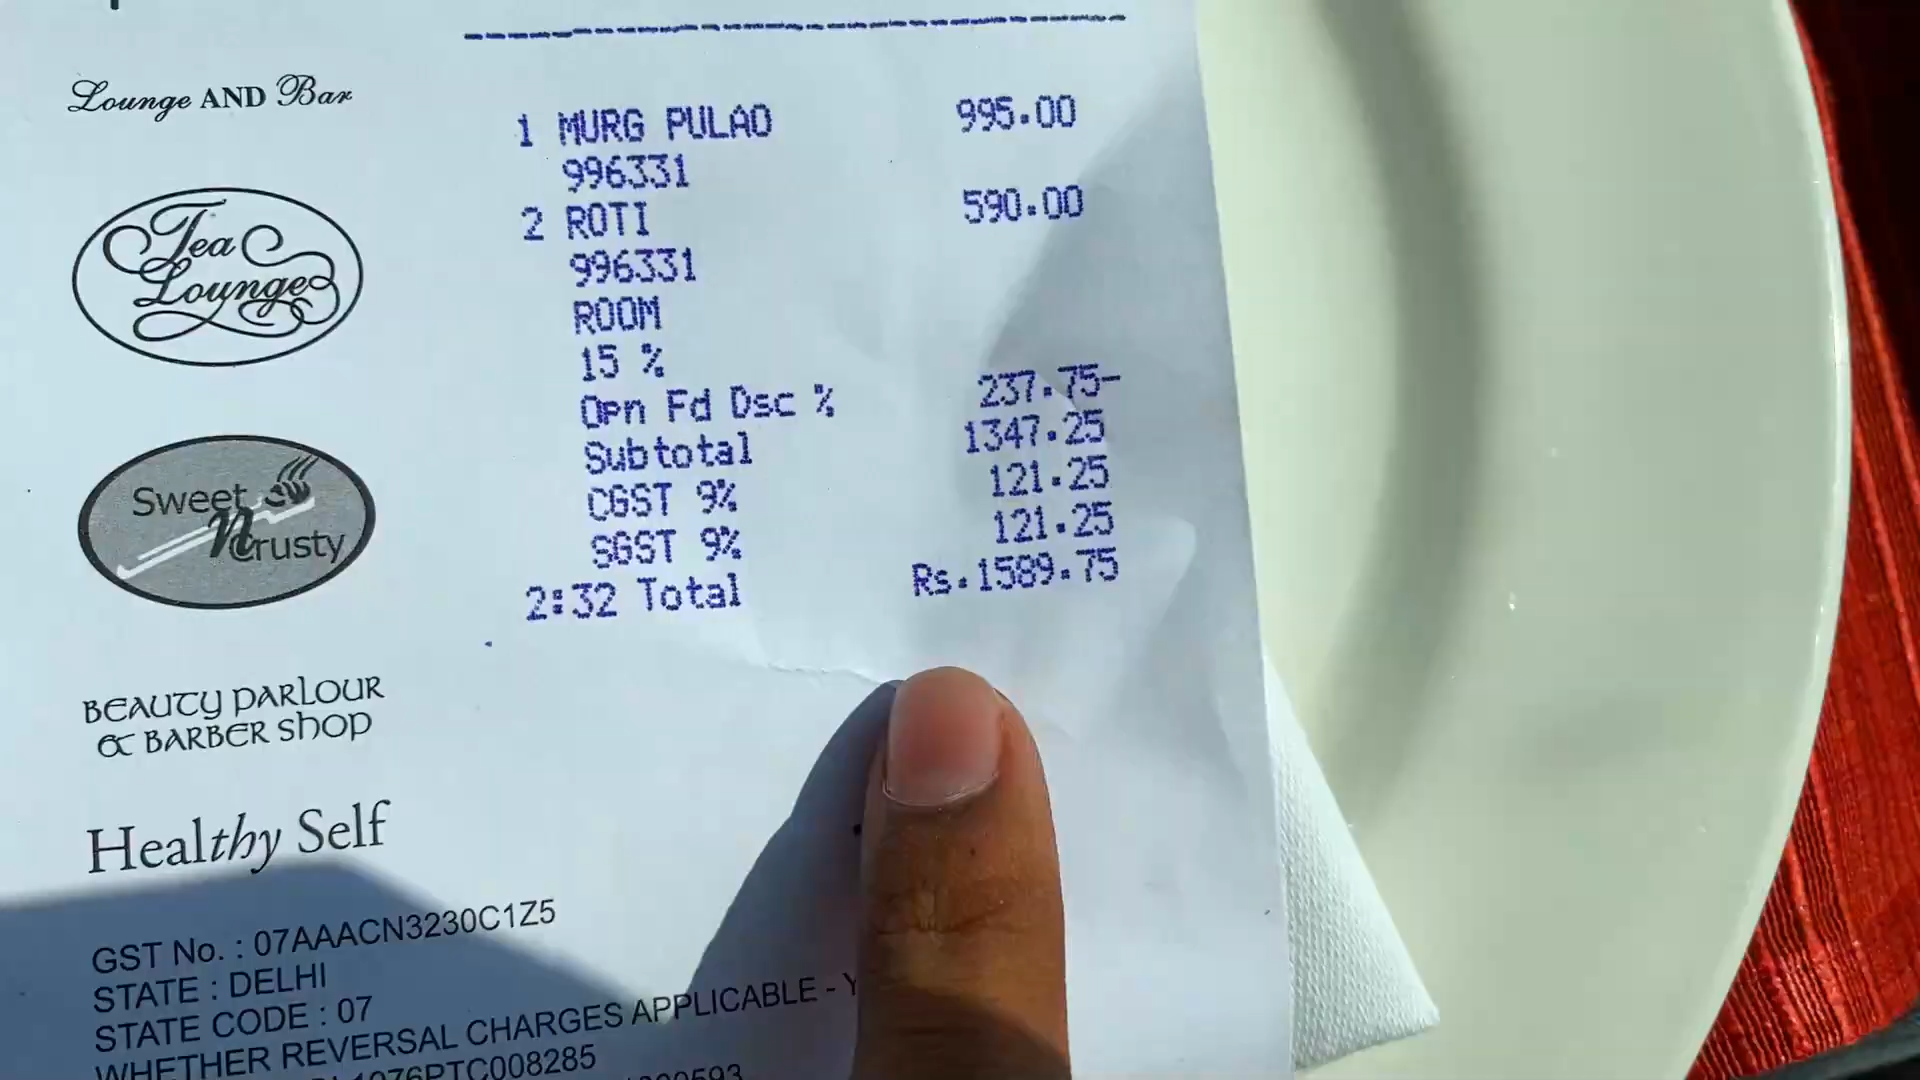 Lounge AND Bar
Tea
Lounge
Sweet
n
Crusty
BEAUTY PARLOUR
& BARBER SHOP
Healthy Self
1 MURG PULAO 995.00
996331
2 ROTI 590.00
996331
ROOM
15 %
Opn Fd Dsc % 237.75-
Subtotal 1347.25
CGST 9% 121.25
SGST 9% 121.25
2:32 Total Rs.1589.75
GST No. : 07AAACN3230C1Z5
STATE : DELHI
STATE CODE : 07
WHETHER REVERSAL CHARGES APPLICABLE - Y